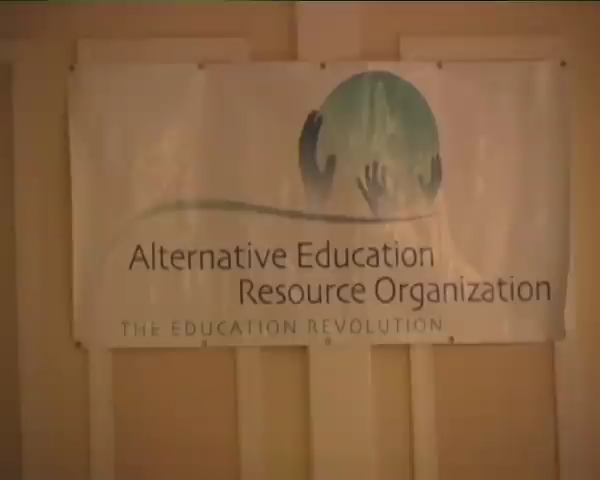 Alternative Education
Resource Organization
THE EDUCATION REVOLUTION